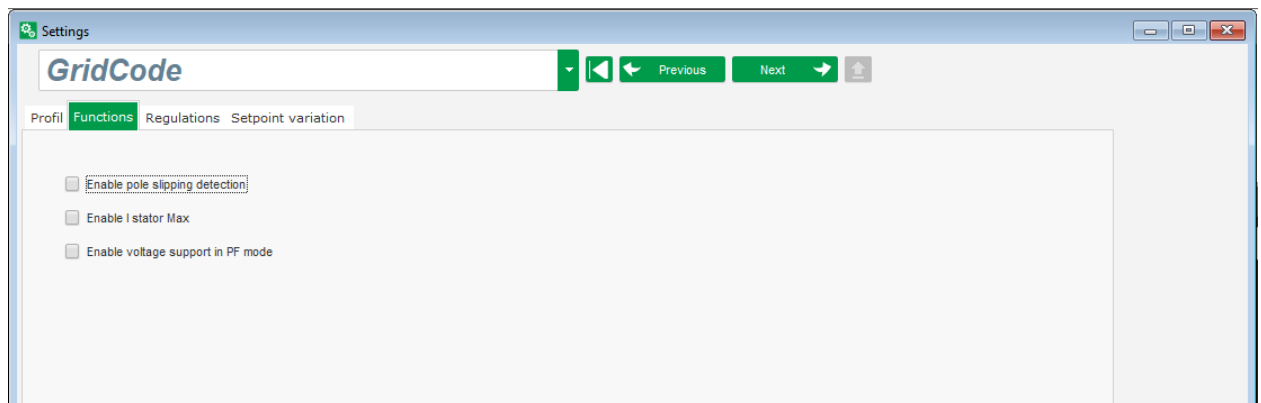 Settings
GridCode
Previous Next
Profil Functions Regulations Setpoint variation
Enable pole slipping detection
Enable I stator Max
Enable voltage support in PF mode